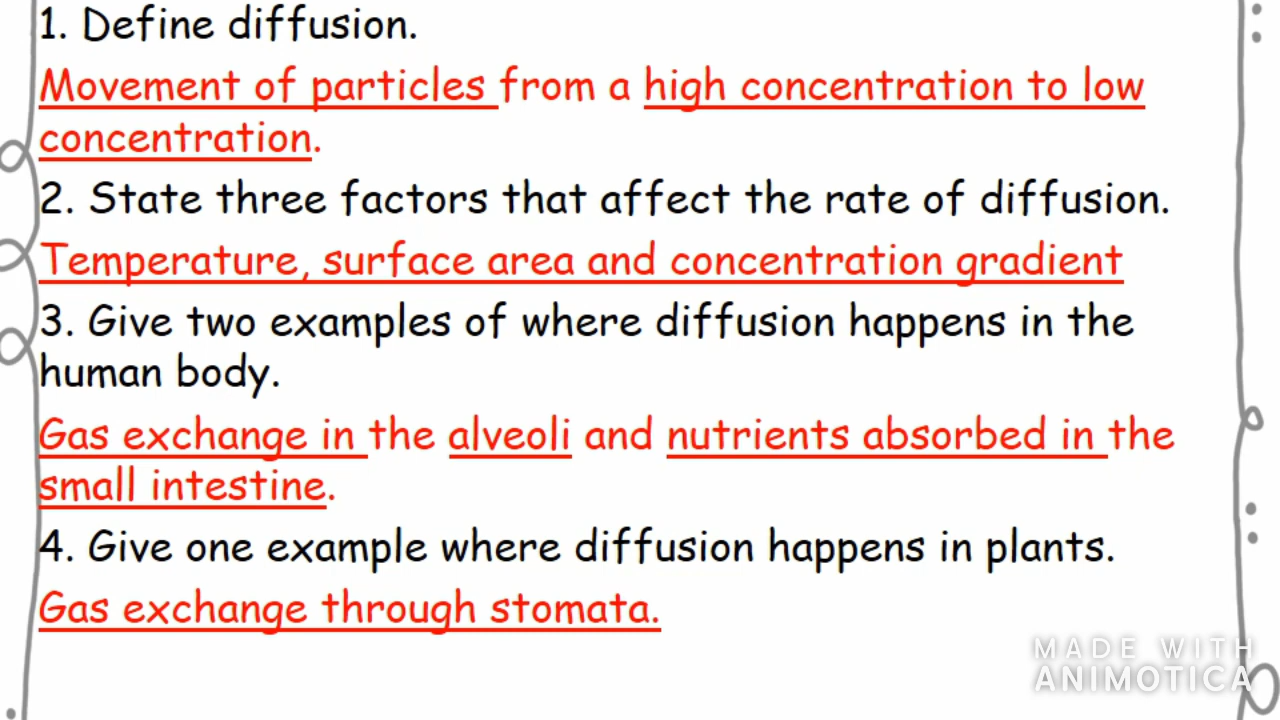 1. Define diffusion.
Movement of particles from a high concentration to low
concentration.
2. State three factors that affect the rate of diffusion.
Temperature, surface area and concentration gradient
3. Give two examples of where diffusion happens in the
human body.
Gas exchange in the alveoli and nutrients absorbed in the
small intestine.
4. Give one example where diffusion happens in plants.
Gas exchange through stomata.
MADE WITH
ANIMOTICA